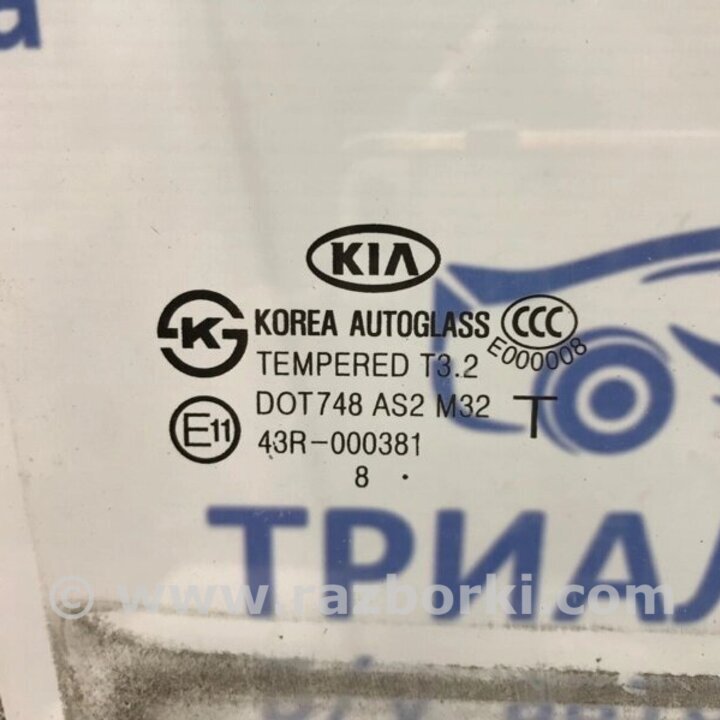 а
KIA
K KOREA AUTOGLASS CCC
E000008
TEMPERED T3.2
DOT748 AS2 M32 T
E11 43R-000381
8 .
ТРИАЛ
© www.razborki.com